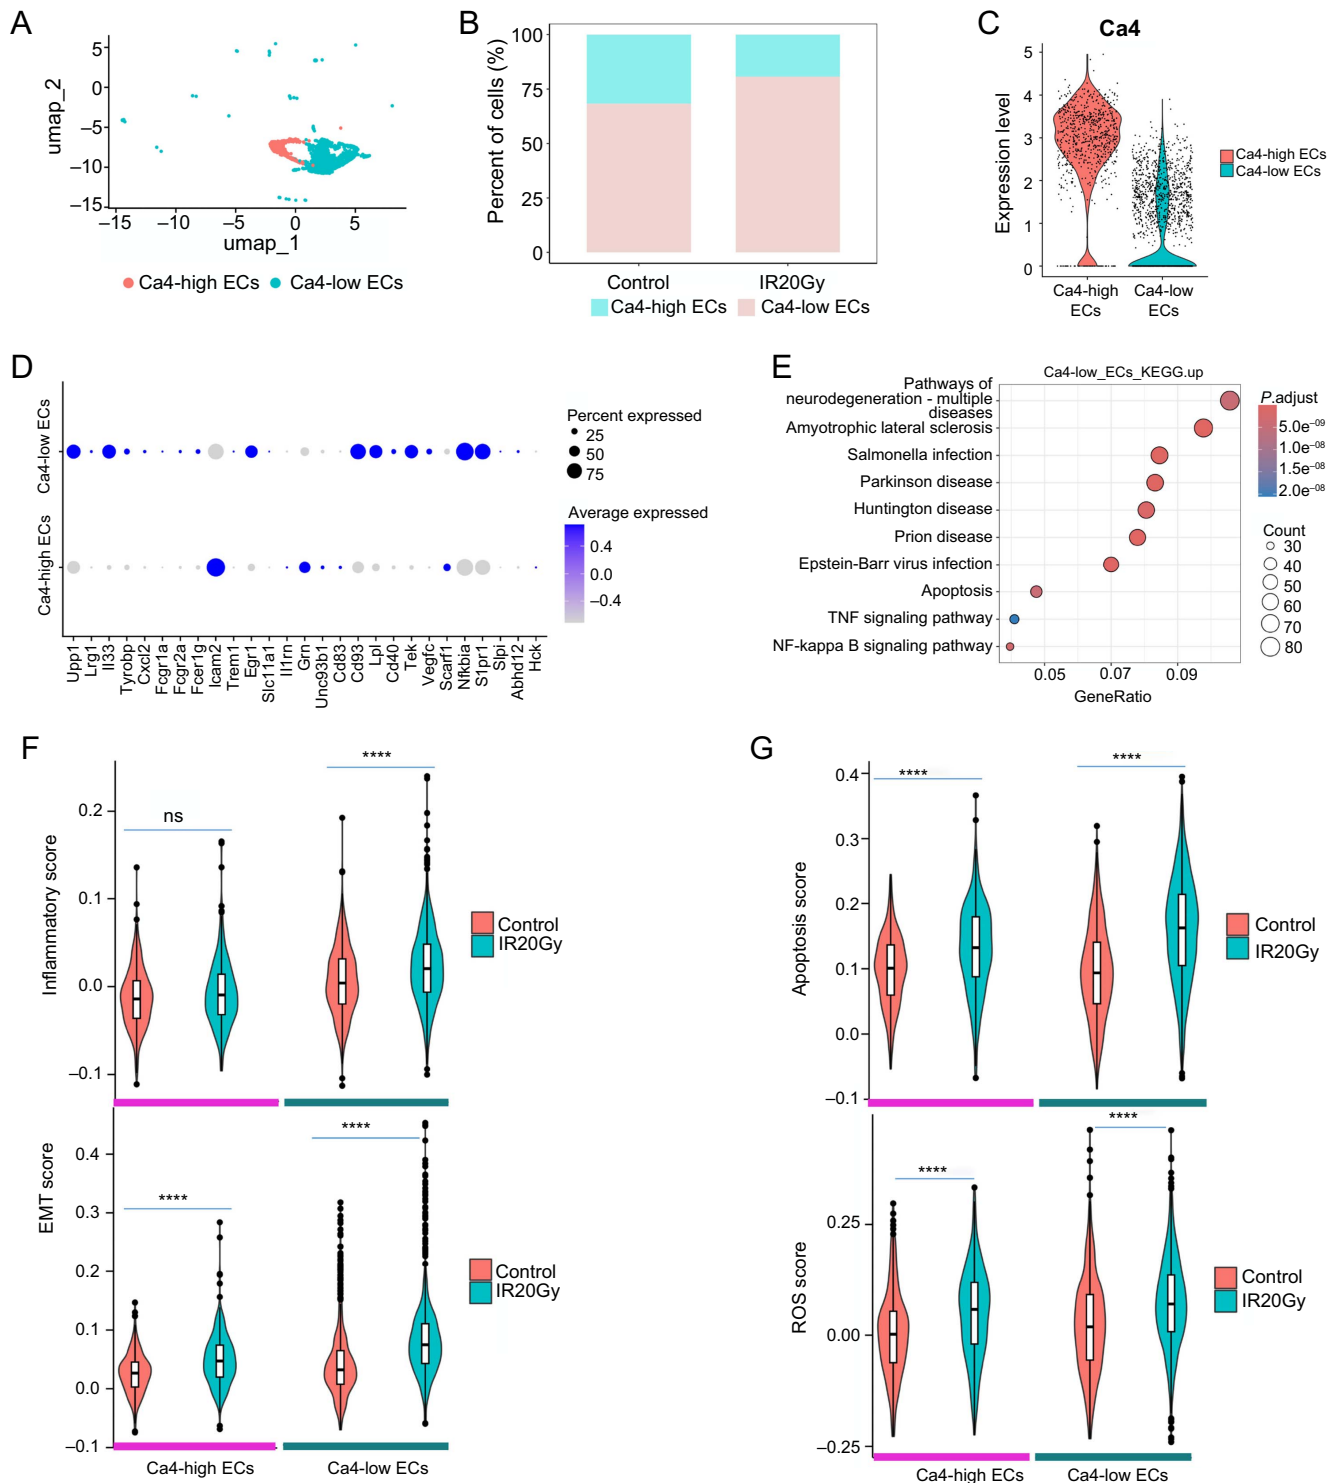 A
umap_2
5
0
−5
−10
−15
−15
−10
−5
0
5
umap_1
Ca4-high ECs
Ca4-low ECs
B
Percent of cells (%)
100
75
50
25
0
Control
IR20Gy
Ca4-high ECs
Ca4-low ECs
C
Ca4
Expression level
5
4
3
2
1
0
Ca4-high
ECs
Ca4-low
ECs
Ca4-high ECs
Ca4-low ECs
D
Ca4-low ECs
Ca4-high ECs
Upp1
Lrg1
Il33
Tyrobp
Cxcl2
Fcgr1a
Fcgr2a
Fcer1g
Icam2
Trem1
Egr1
Slc11a1
Il1rn
Grn
Unc93b1
Cd83
Cd93
Lpl
Cd40
Tek
Vegfc
Scarf1
Nfkbia
S1pr1
Slpi
Abhd12
Hck
Percent expressed
25
50
75
Average expressed
0.4
0.0
−0.4
E
Ca4-low_ECs_KEGG.up
Pathways of
neurodegeneration - multiple
diseases
Amyotrophic lateral sclerosis
Salmonella infection
Parkinson disease
Huntington disease
Prion disease
Epstein-Barr virus infection
Apoptosis
TNF signaling pathway
NF-kappa B signaling pathway
0.05
0.07
0.09
GeneRatio
P.adjust
5.0e−09
1.0e−08
1.5e−08
2.0e−08
Count
30
40
50
60
70
80
F
Inflammatory score
0.2
0.1
0.0
−0.1
ns
****
Control
IR20Gy
EMT score
0.4
0.3
0.2
0.1
0.0
−0.1
****
****
Control
IR20Gy
Ca4-high ECs
Ca4-low ECs
G
Apoptosis score
0.4
0.3
0.2
0.1
0.0
−0.1
****
****
Control
IR20Gy
ROS score
0.25
0.00
−0.25
****
****
Control
IR20Gy
Ca4-high ECs
Ca4-low ECs